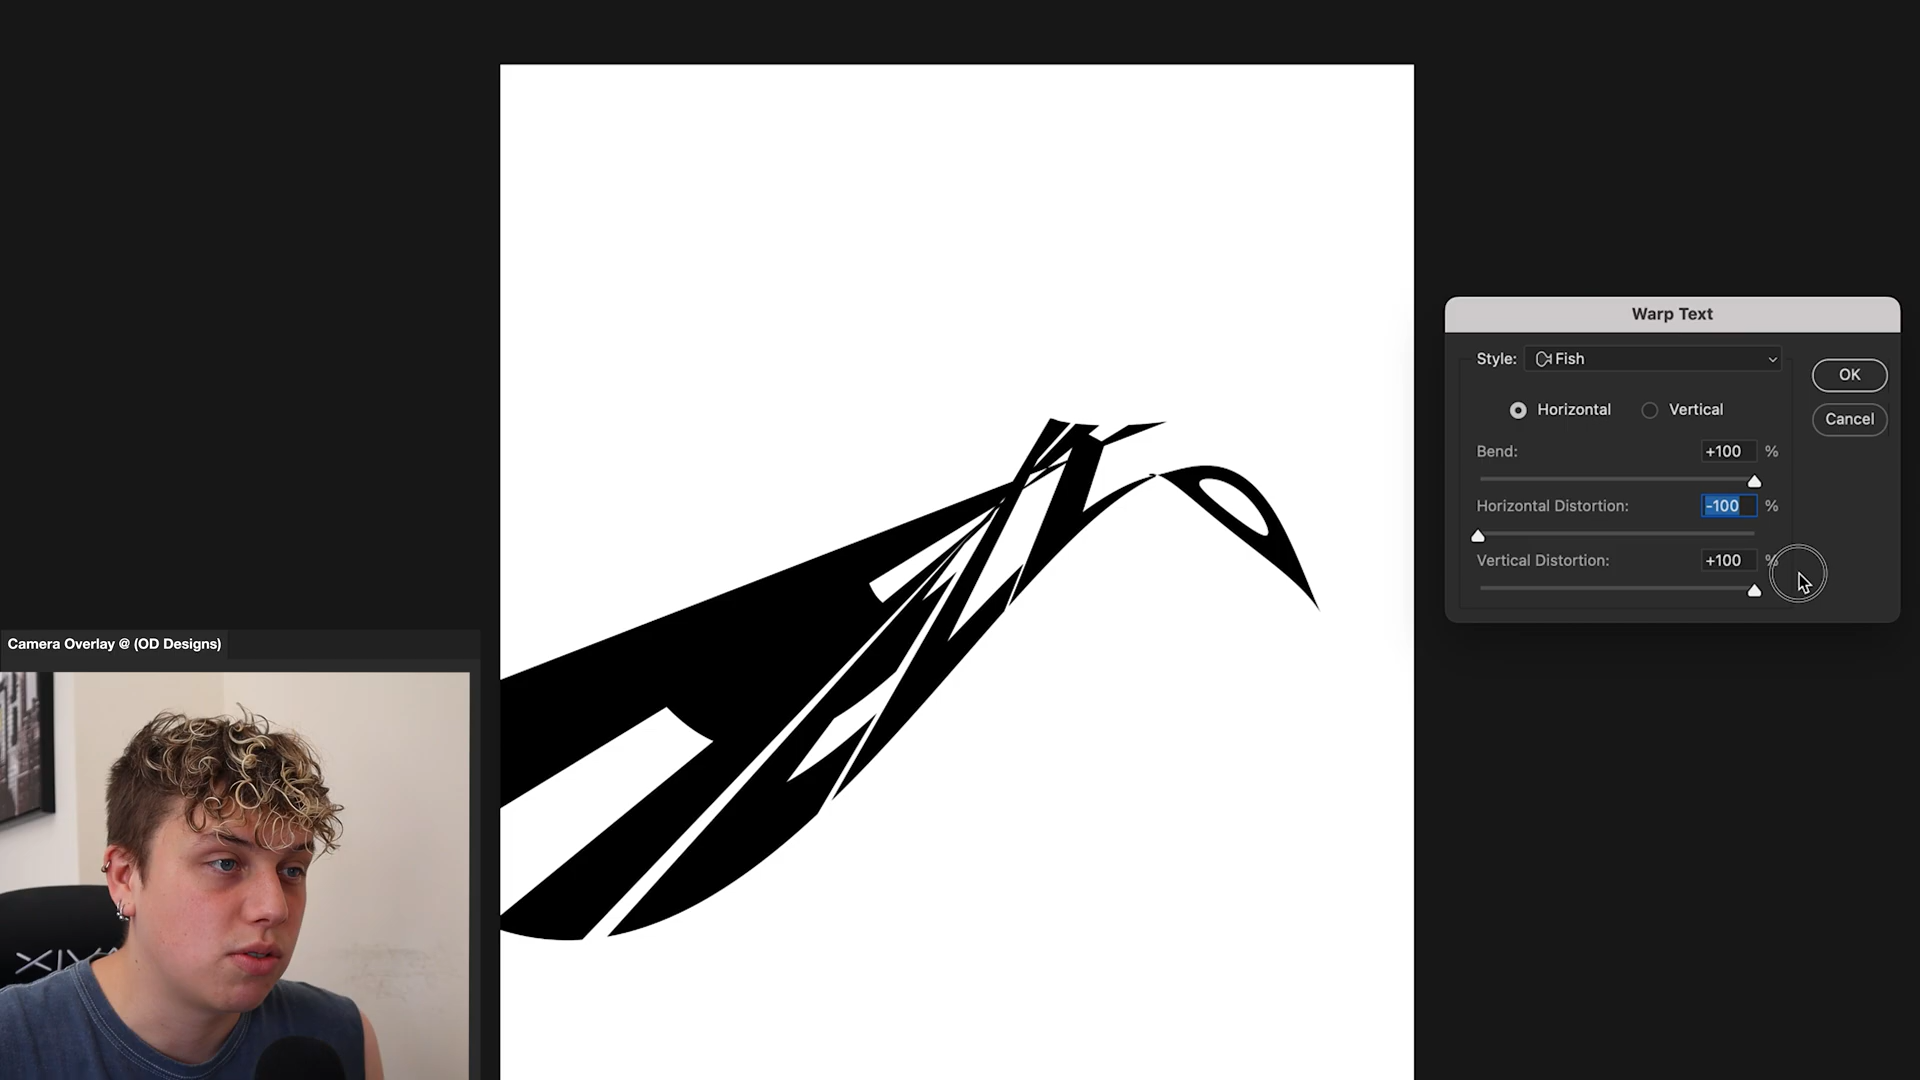 Warp Text
Style: Fish
OK
Horizontal Vertical
Cancel
Bend: +100 %
Horizontal Distortion: -100 %
Vertical Distortion: +100 %
Camera Overlay @ (OD Designs)